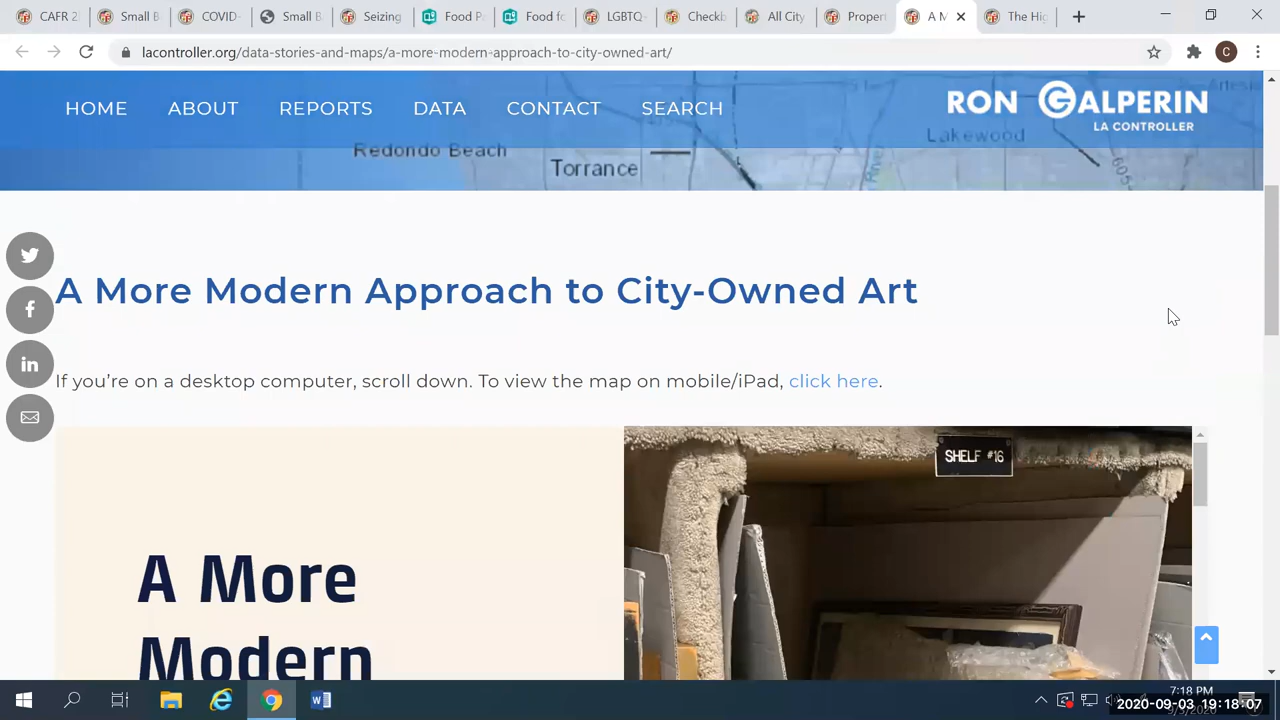 CAFR 2
Small B
COVID
Small B
Seizing
Food P
Food fo
LGBTQ
Checkb
All City
Propert
A M
The Hig
lacontroller.org/data-stories-and-maps/a-more-modern-approach-to-city-owned-art/
C
HOME ABOUT REPORTS DATA CONTACT SEARCH
RON GALPERIN
LA CONTROLLER
Lakewood
Redondo Beach
Torrance
River
605
A More Modern Approach to City-Owned Art
If you're on a desktop computer, scroll down. To view the map on mobile/iPad, click here.
SHELF #16
A More
Modern
7:18 PM
2020-09-03 19:18:07